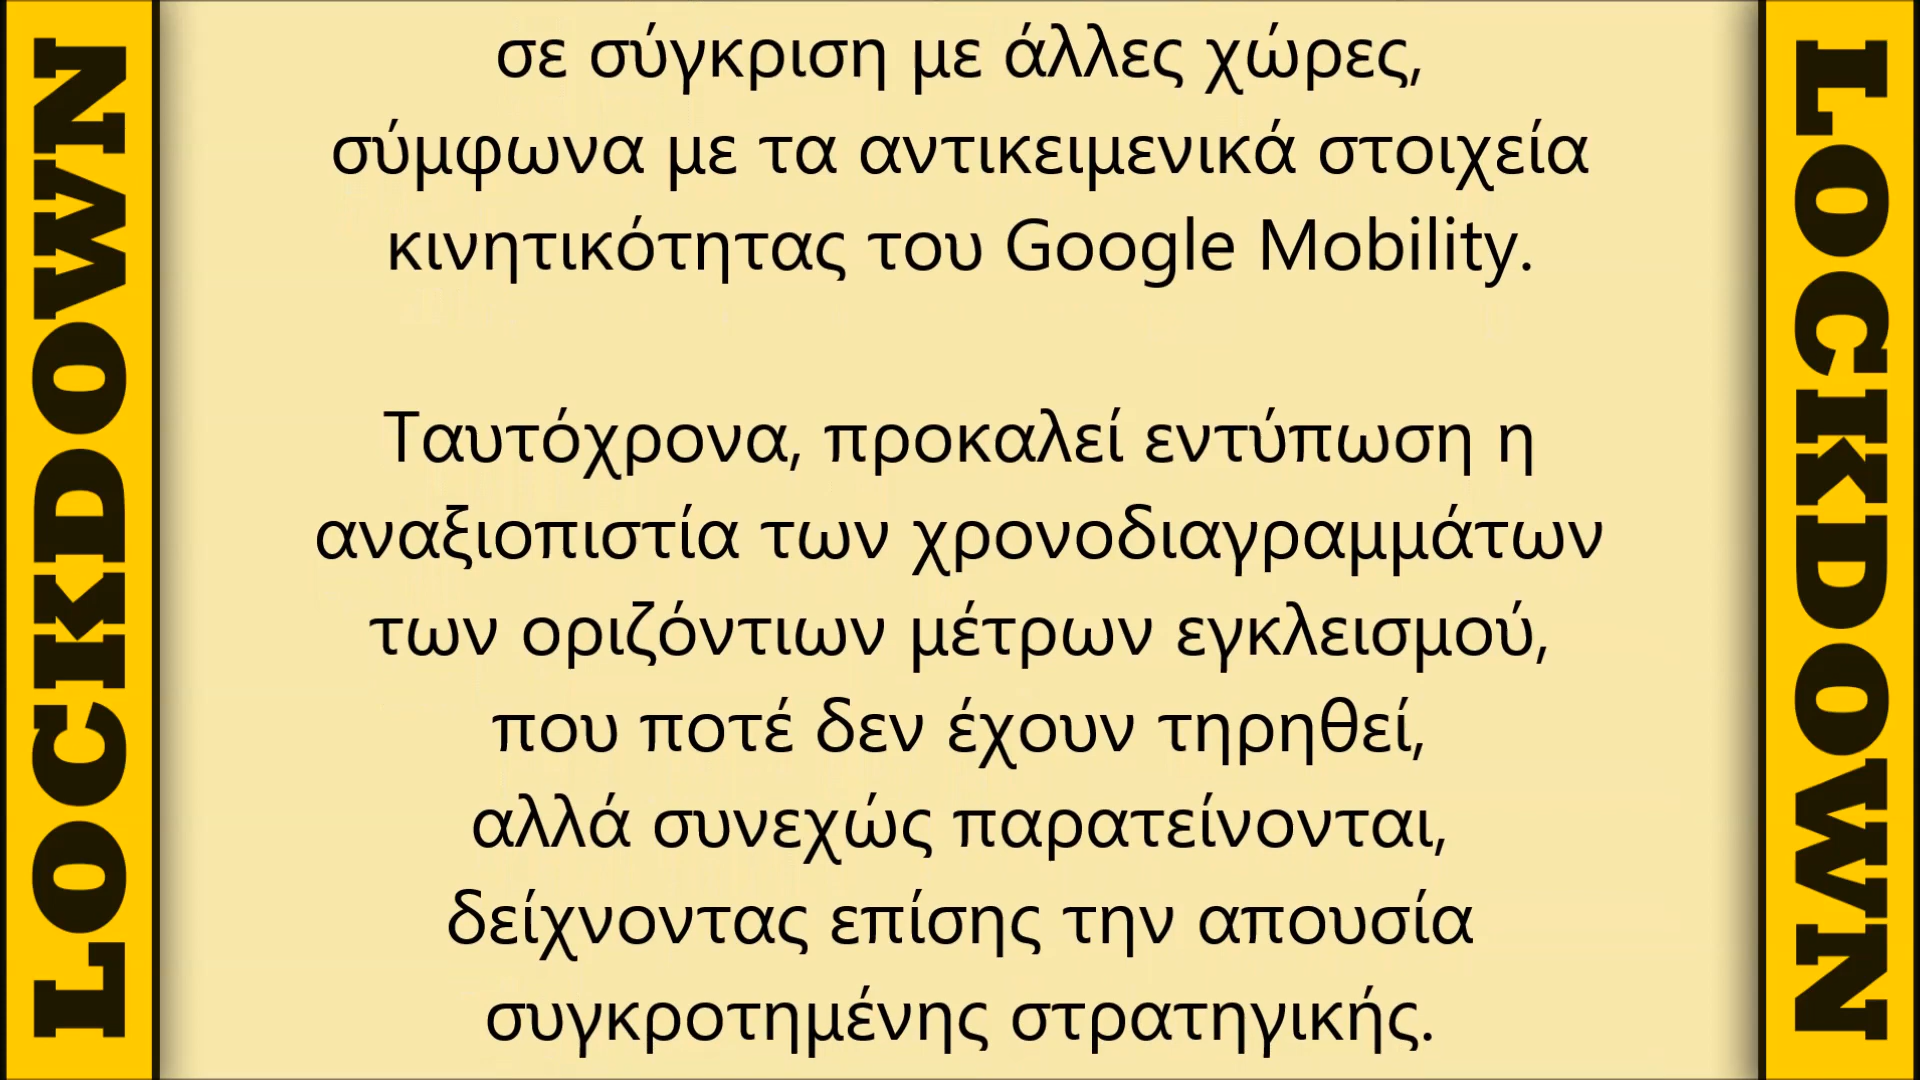 LOCKDOWN
σε σύγκριση με άλλες χώρες,
σύμφωνα με τα αντικειμενικά στοιχεία
κινητικότητας του Google Mobility.
Ταυτόχρονα, προκαλεί εντύπωση η
αναξιοπιστία των χρονοδιαγραμμάτων
των οριζόντιων μέτρων εγκλεισμού,
που ποτέ δεν έχουν τηρηθεί,
αλλά συνεχώς παρατείνονται,
δείχνοντας επίσης την απουσία
συγκροτημένης στρατηγικής.
LOCKDOWN